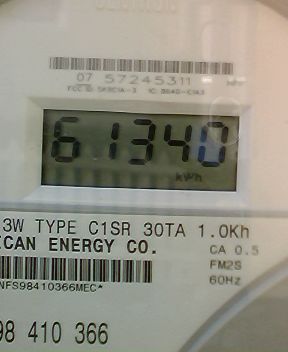 07 57245311
61340
kWh
3W TYPE C1SR 30TA 1.0Kh
ICAN ENERGY CO.
CA 0.5
FM2S
60Hz
NFS98410366MEC*
98 410 366